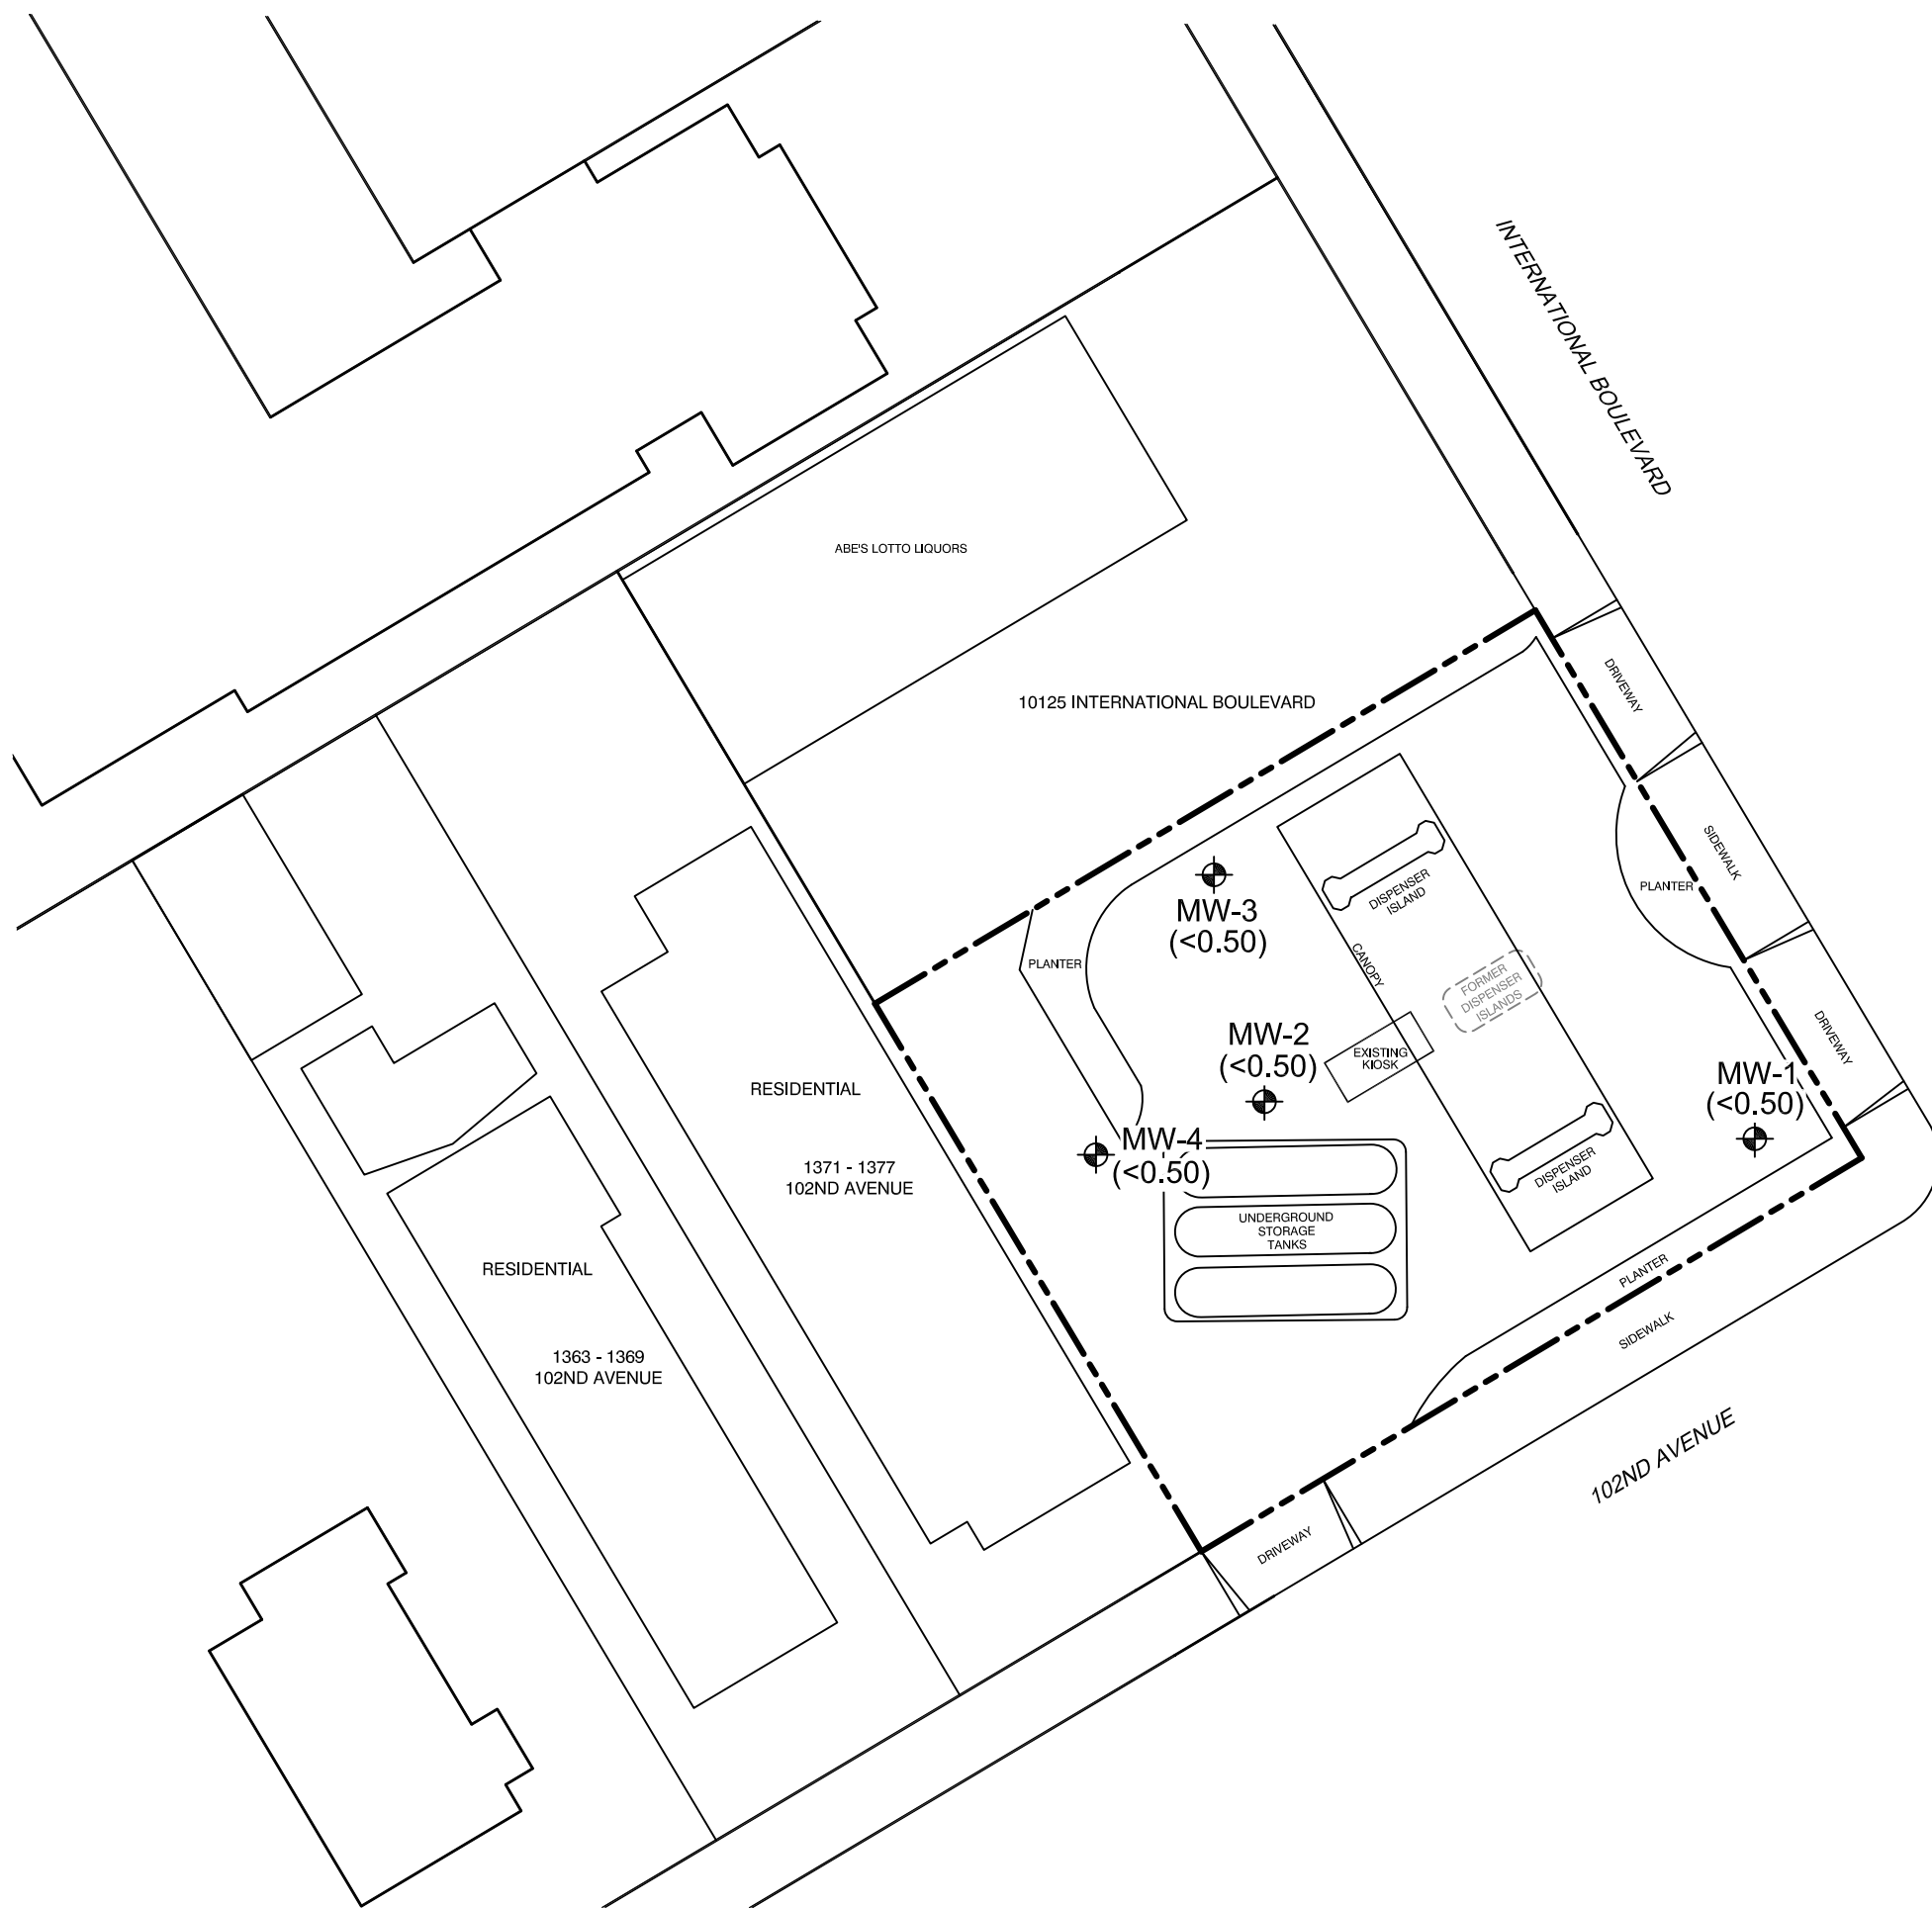 INTERNATIONAL BOULEVARD
ABE'S LOTTO LIQUORS
10125 INTERNATIONAL BOULEVARD
DRIVEWAY
SIDEWALK
PLANTER
DISPENSER
ISLAND
MW-3
(<0.50)
CANOPY
PLANTER
FORMER
DISPENSER
ISLANDS
MW-2
(<0.50)
EXISTING
KIOSK
DRIVEWAY
MW-1
(<0.50)
RESIDENTIAL
1371 - 1377
102ND AVENUE
MW-4
(<0.50)
DISPENSER
ISLAND
UNDERGROUND
STORAGE
TANKS
RESIDENTIAL
1363 - 1369
102ND AVENUE
PLANTER
SIDEWALK
102ND AVENUE
DRIVEWAY